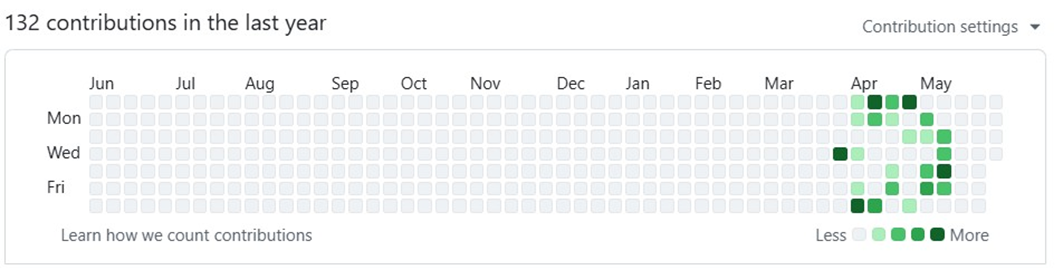 132 contributions in the last year
Contribution settings
Jun Jul Aug Sep Oct Nov Dec Jan Feb Mar Apr May
Mon
Wed
Fri
Learn how we count contributions
Less More